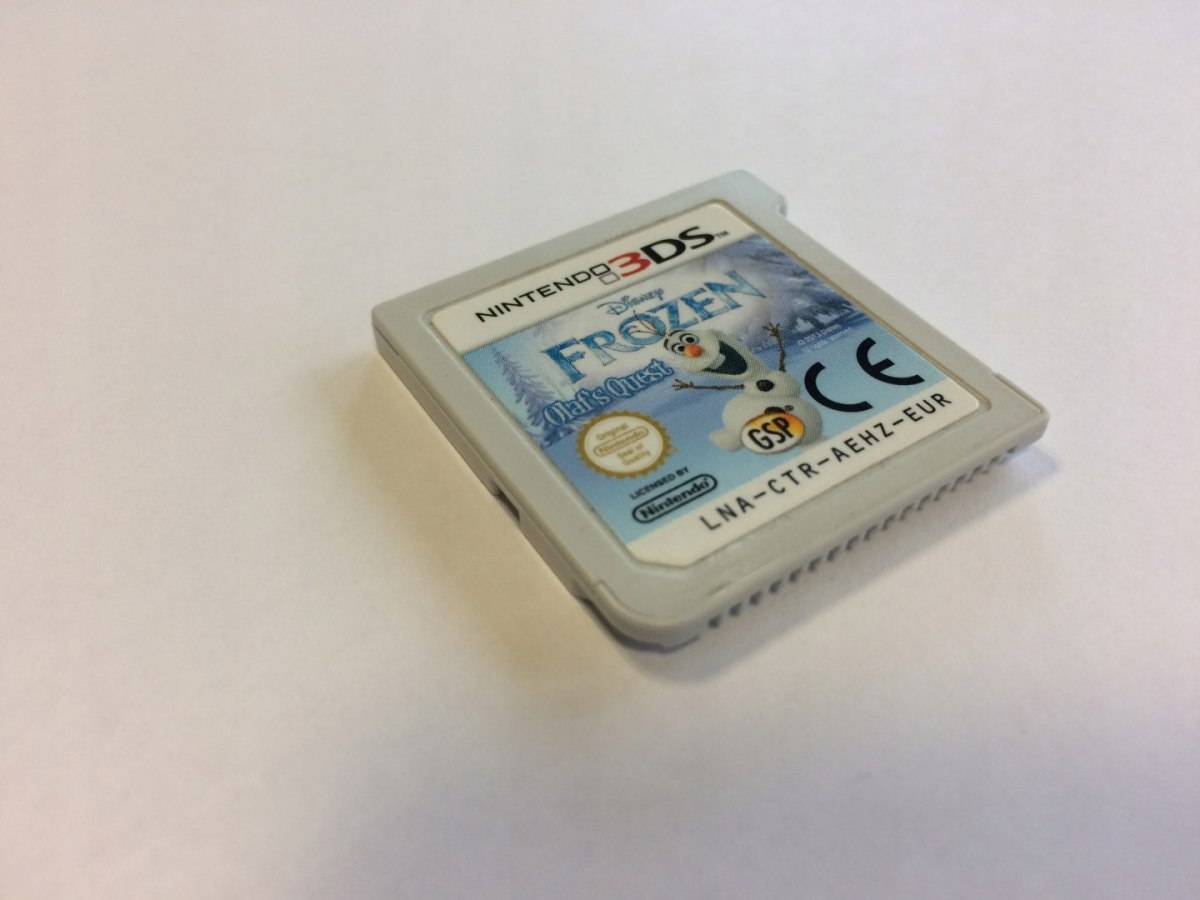 NINTENDO 3DS™
Disney
FROZEN
Olaf's Quest
Original
Nintendo
Seal of
Quality
GSP
CE
LICENSED BY
Nintendo
LNA-CTR-AEHZ-EUR